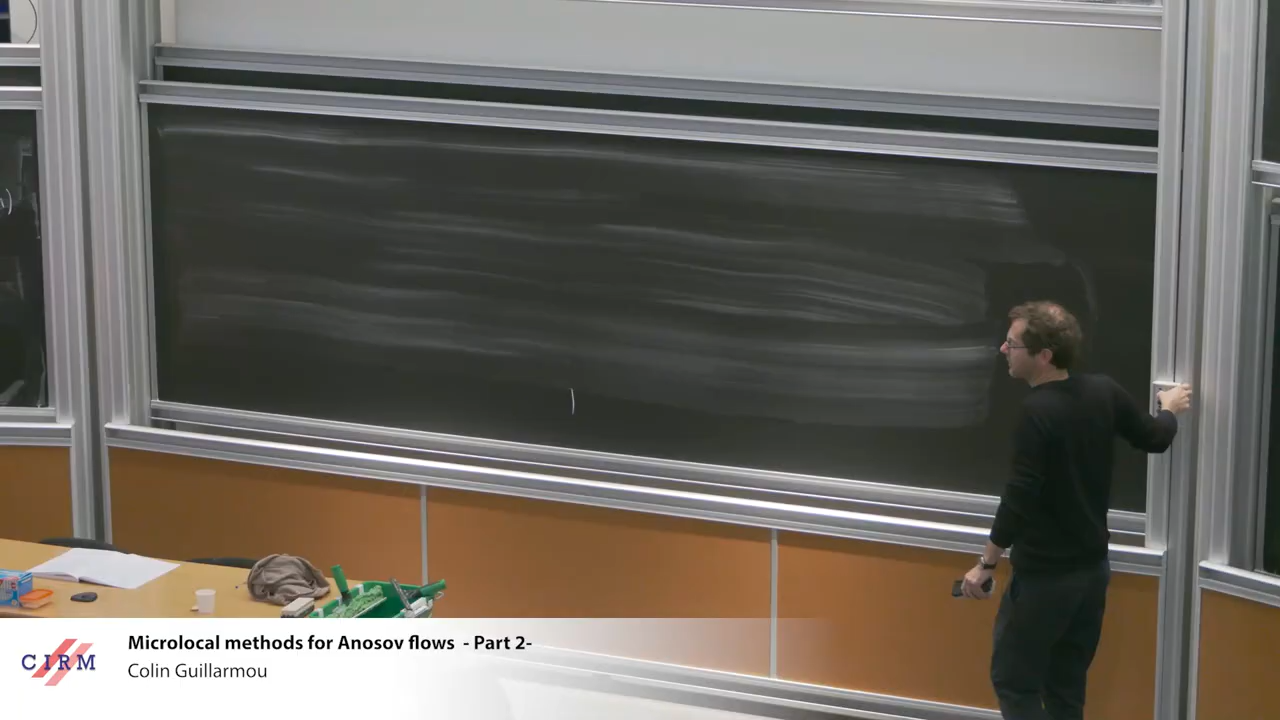 Microlocal methods for Anosov flows - Part 2-
CIRM
Colin Guillarmou